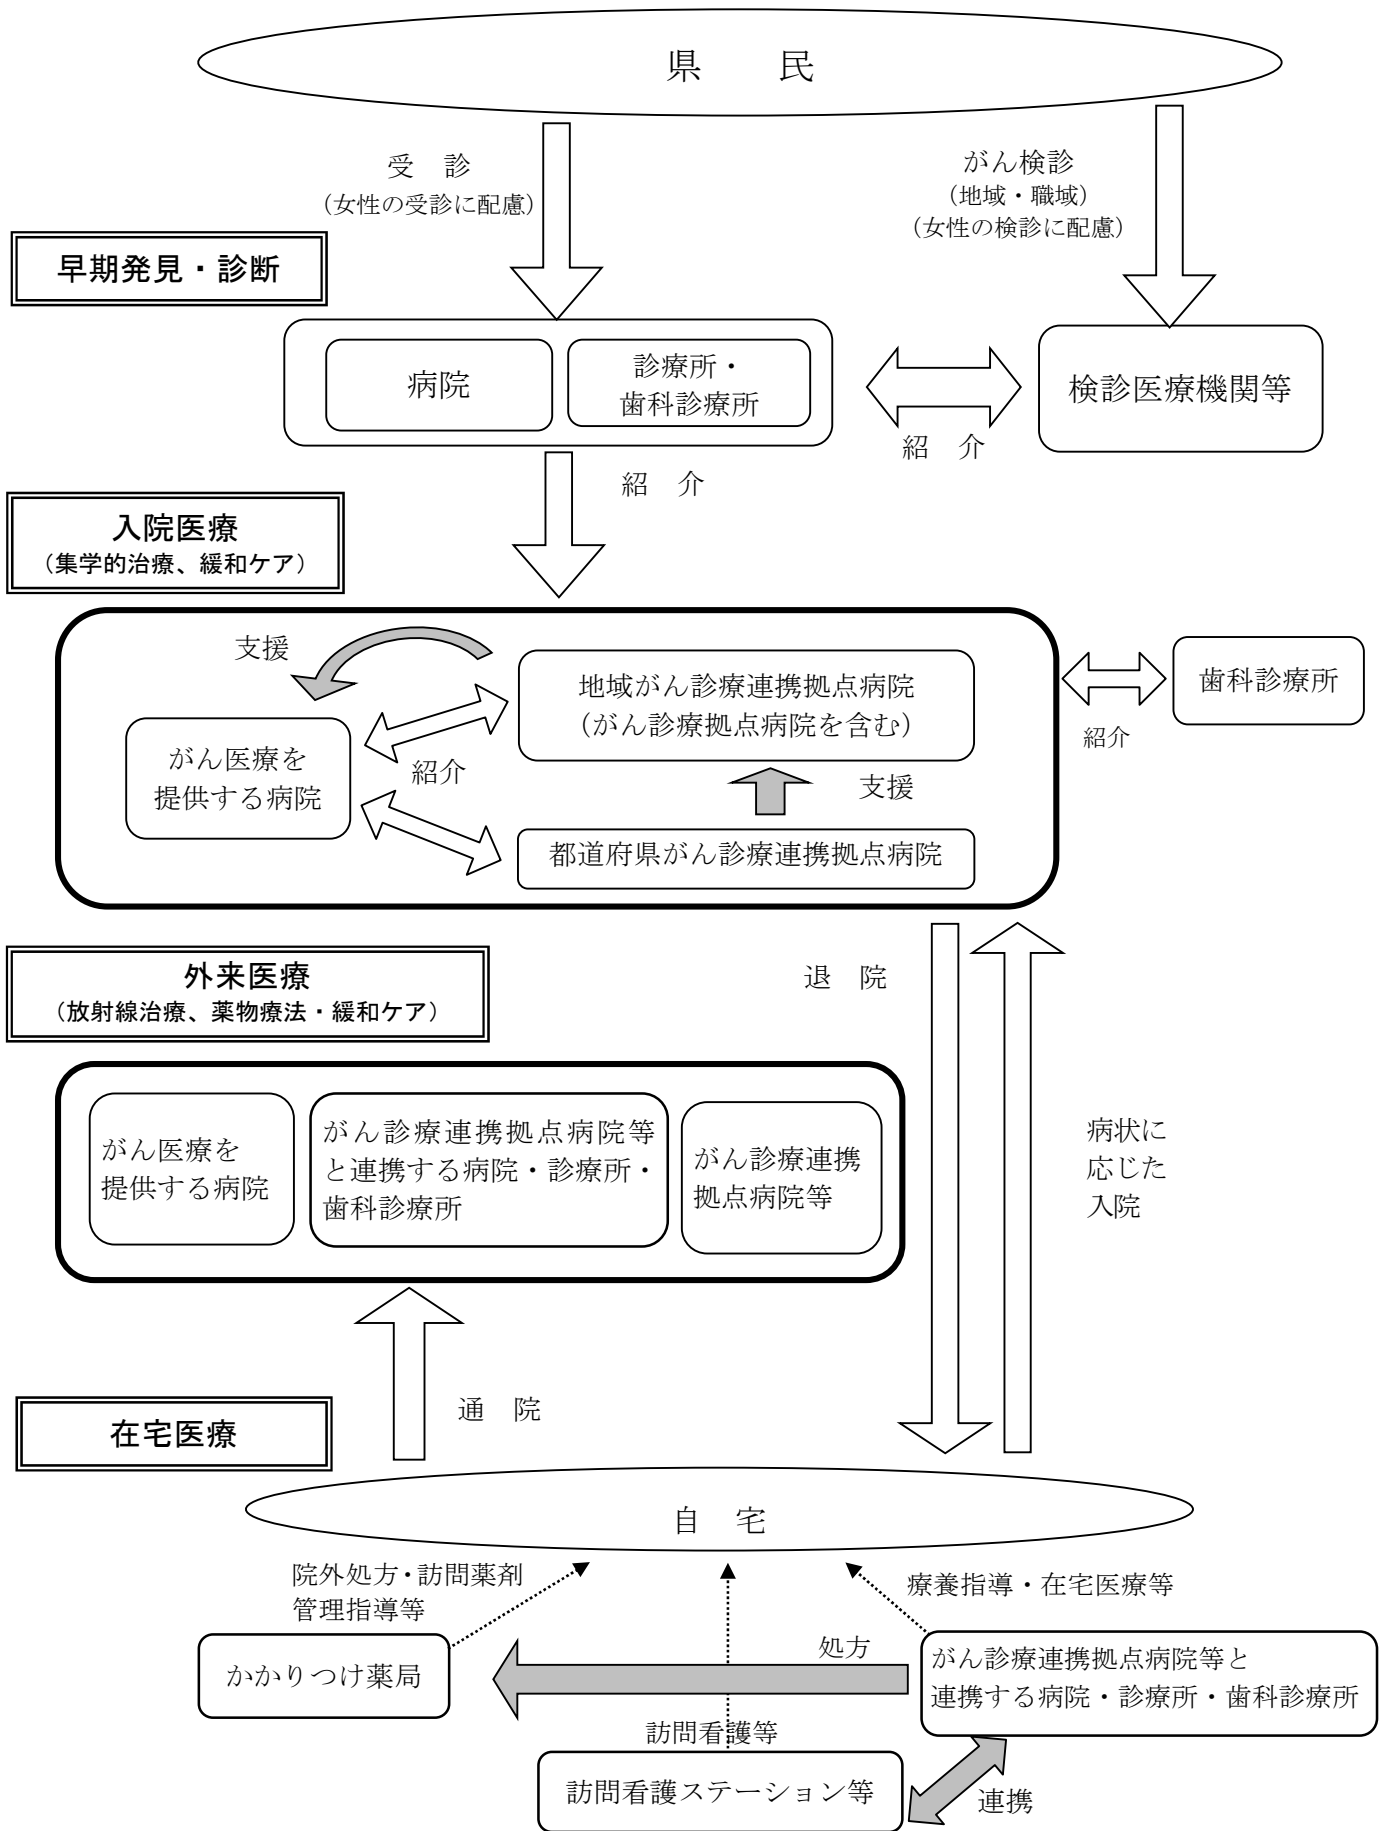 県　民
受　診
（女性の受診に配慮）
がん検診
（地域・職域）
（女性の検診に配慮）
早期発見・診断
病院
診療所・
歯科診療所
紹　介
検診医療機関等
紹　介
入院医療
（集学的治療、緩和ケア）
支援
地域がん診療連携拠点病院
（がん診療拠点病院を含む）
がん医療を
提供する病院
紹介
支援
都道府県がん診療連携拠点病院
紹介
歯科診療所
外来医療
（放射線治療、薬物療法・緩和ケア）
退　院
がん医療を
提供する病院
がん診療連携拠点病院等
と連携する病院・診療所・
歯科診療所
がん診療連携
拠点病院等
病状に
応じた
入院
在宅医療
通　院
自　宅
院外処方・訪問薬剤
管理指導等
療養指導・在宅医療等
かかりつけ薬局
処方
がん診療連携拠点病院等と
連携する病院・診療所・歯科診療所
訪問看護等
訪問看護ステーション等
連携